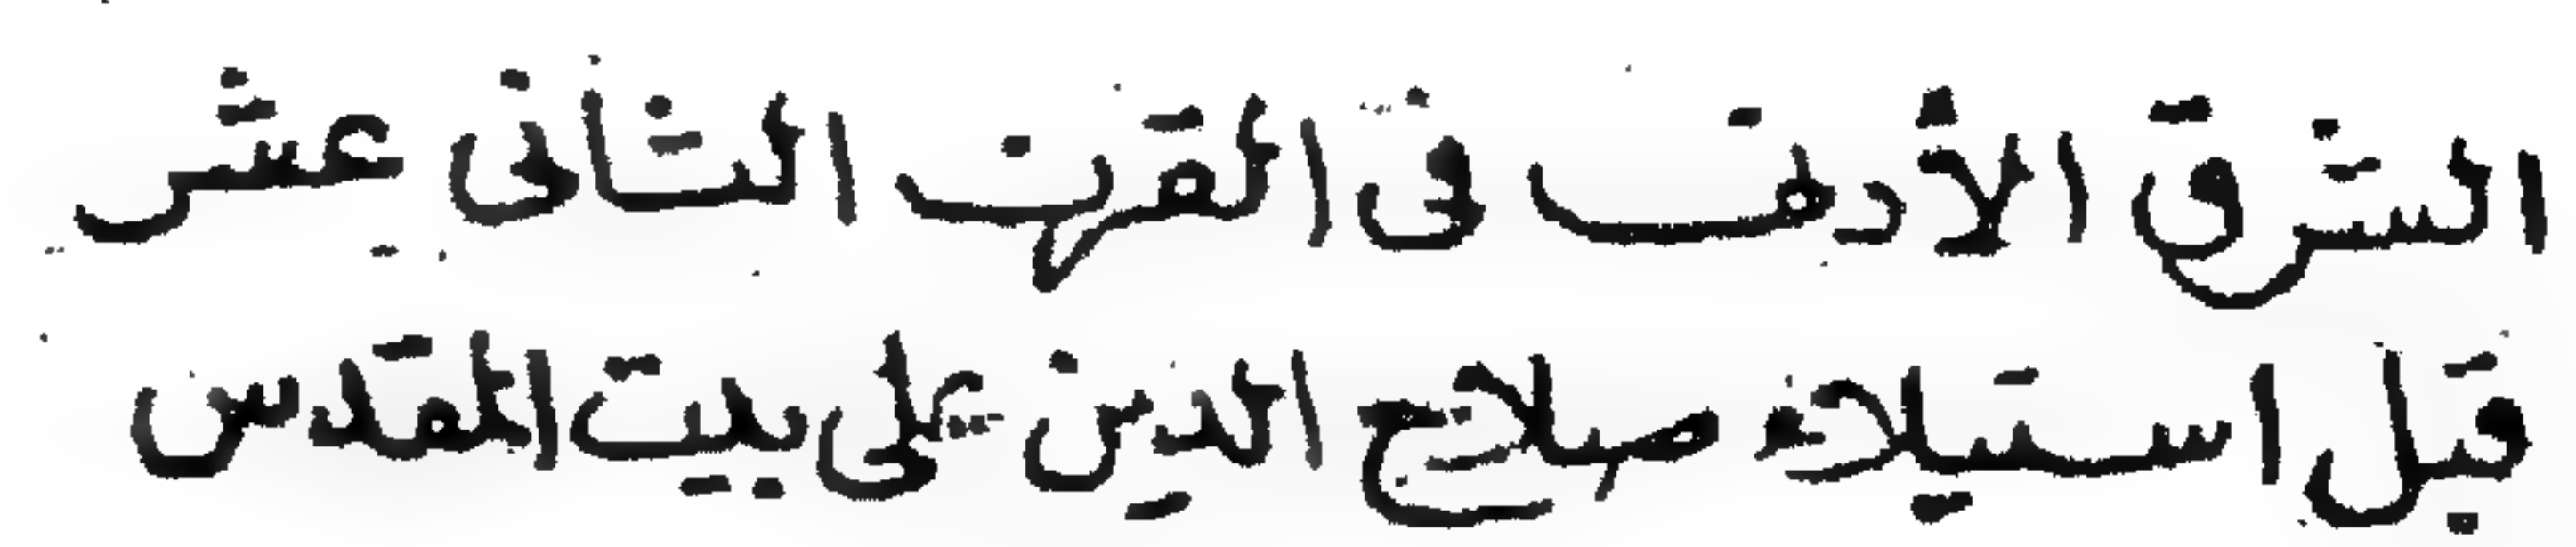 الشرق الأدنى فى القرن الثانى عشر
قبل استيلاء صلاح الدين على بيت المقدس